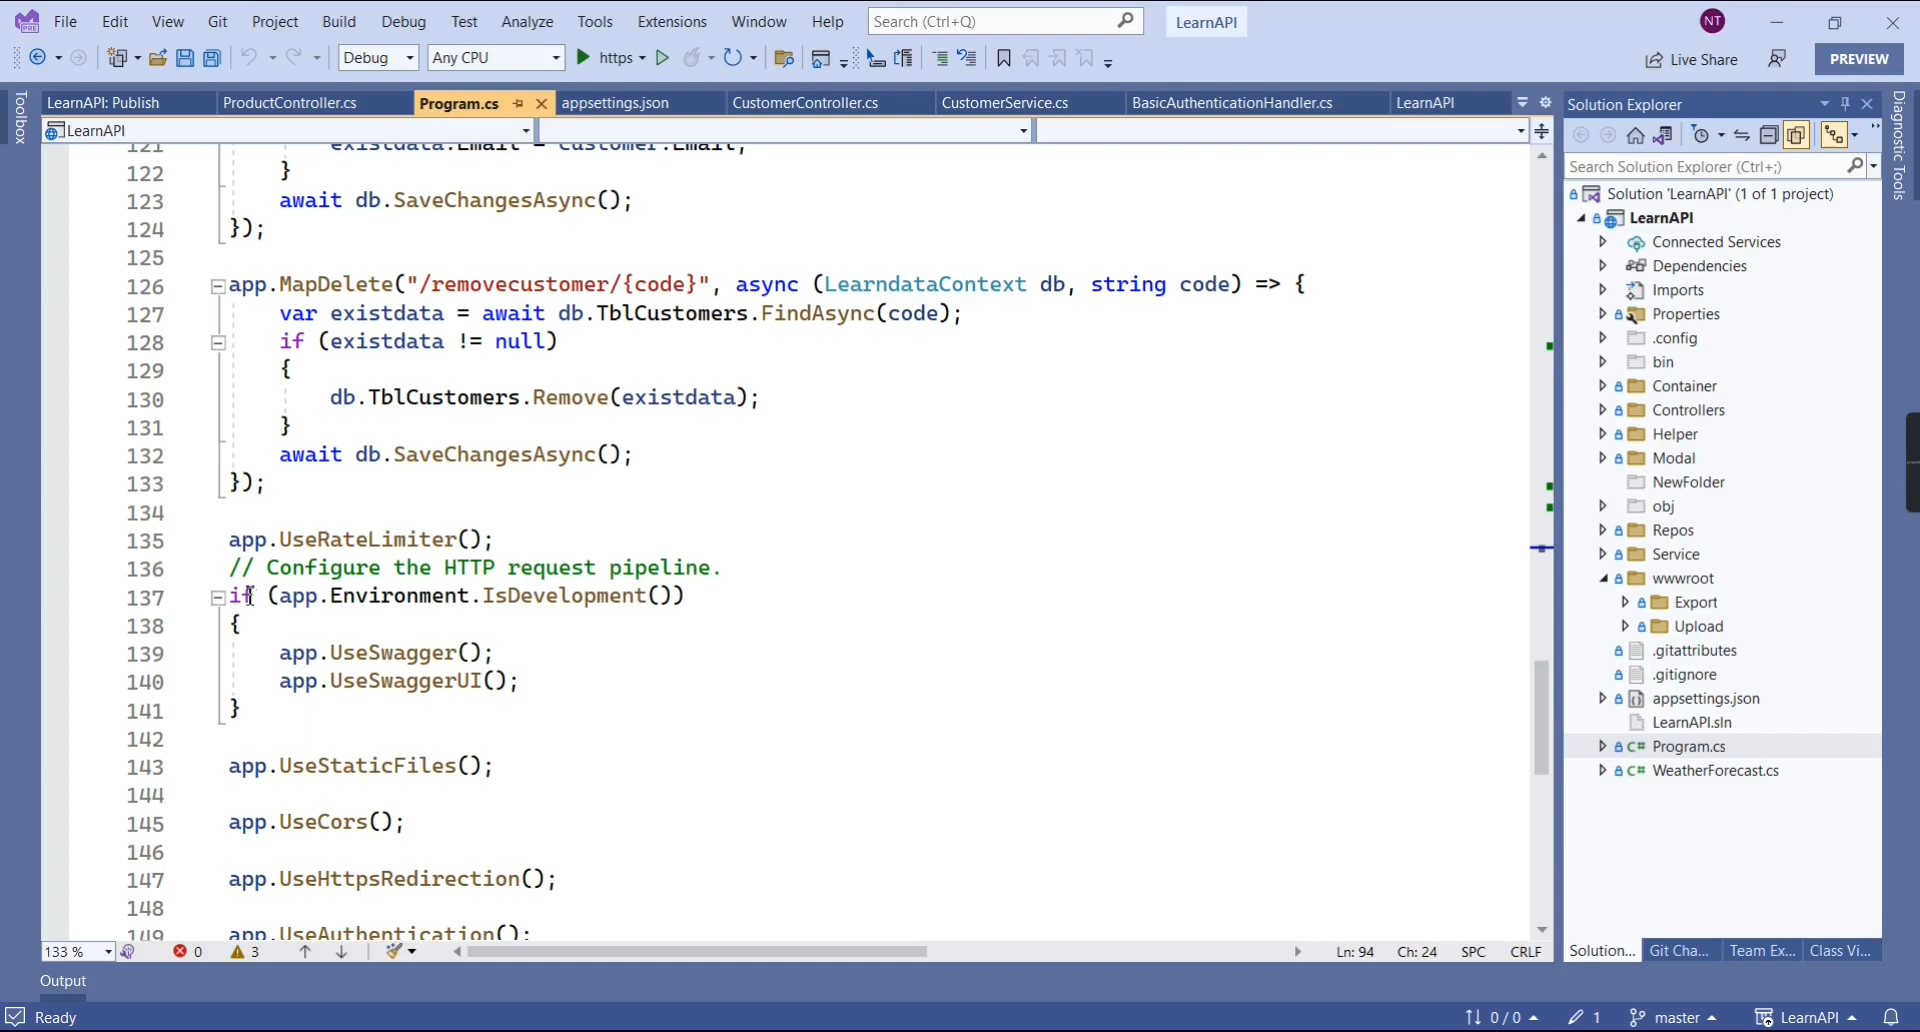 File Edit View Git Project Build Debug Test Analyze Tools Extensions Window Help Search (Ctrl+Q) LearnAPI NT
Debug Any CPU https Live Share PREVIEW
LearnAPI: Publish ProductController.cs Program.cs appsettings.json CustomerController.cs CustomerService.cs BasicAuthenticationHandler.cs LearnAPI
LearnAPI
121 existdata.Email = customer.Email;
122 }
123 await db.SaveChangesAsync();
124 });
125
126 app.MapDelete("/removecustomer/{code}", async (LearndataContext db, string code) => {
127 var existdata = await db.TblCustomers.FindAsync(code);
128 if (existdata != null)
129 {
130 db.TblCustomers.Remove(existdata);
131 }
132 await db.SaveChangesAsync();
133 });
134
135 app.UseRateLimiter();
136 // Configure the HTTP request pipeline.
137 if (app.Environment.IsDevelopment())
138 {
139 app.UseSwagger();
140 app.UseSwaggerUI();
141 }
142
143 app.UseStaticFiles();
144
145 app.UseCors();
146
147 app.UseHttpsRedirection();
148
149 app.UseAuthentication();
133 % 0 3 Ln: 94 Ch: 24 SPC CRLF
Toolbox
Solution Explorer
Search Solution Explorer (Ctrl+;)
Solution 'LearnAPI' (1 of 1 project)
LearnAPI
Connected Services
Dependencies
Imports
Properties
.config
bin
Container
Controllers
Helper
Modal
NewFolder
obj
Repos
Service
wwwroot
Export
Upload
.gitattributes
.gitignore
appsettings.json
LearnAPI.sln
C# Program.cs
C# WeatherForecast.cs
Solution... Git Cha... Team Ex... Class Vi...
Diagnostic Tools
Output
Ready 0 / 0 1 master LearnAPI